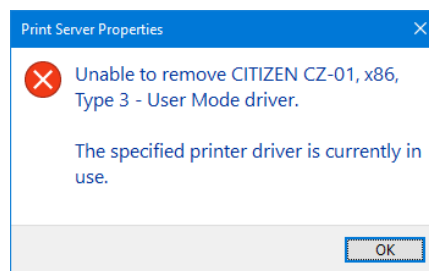 Print Server Properties
Unable to remove CITIZEN CZ-01, x86,
Type 3 - User Mode driver.
The specified printer driver is currently in
use.
OK